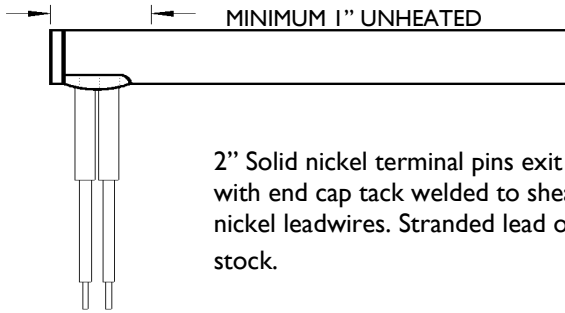 MINIMUM 1” UNHEATED
2” Solid nickel terminal pins exit
with end cap tack welded to
nickel leadwires. Stranded lead
stock.